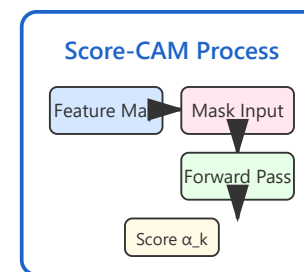 Score-CAM Process
Feature Ma
Mask Input
Forward Pass
Score α_k